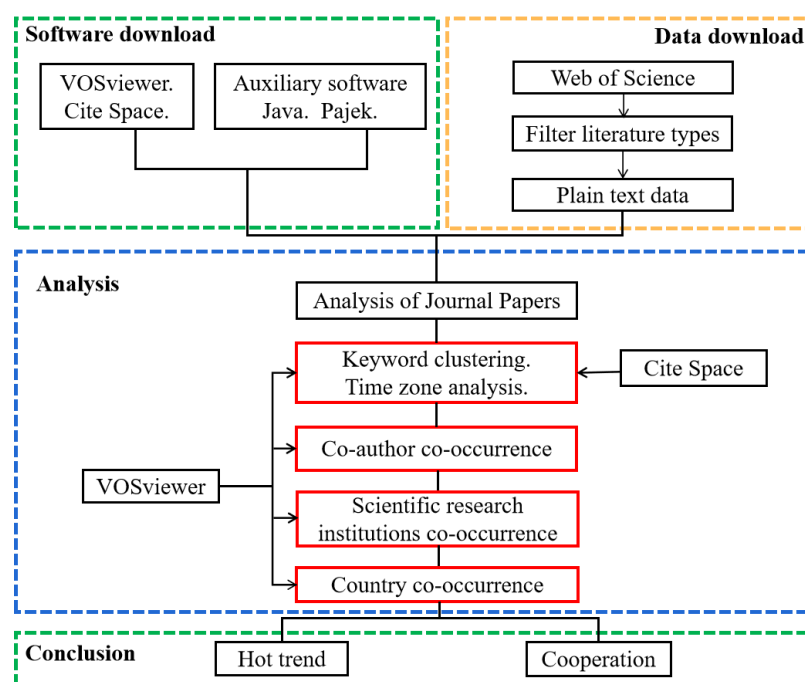 Software download
VOSviewer.
Cite Space.
Auxiliary software
Java.  Pajek.
Data download
Web of Science
Filter literature types
Plain text data
Analysis
Analysis of Journal Papers
Keyword clustering.
Time zone analysis.
Cite Space
Co-author co-occurrence
VOSviewer
Scientific research
institutions co-occurrence
Country co-occurrence
Conclusion
Hot trend
Cooperation